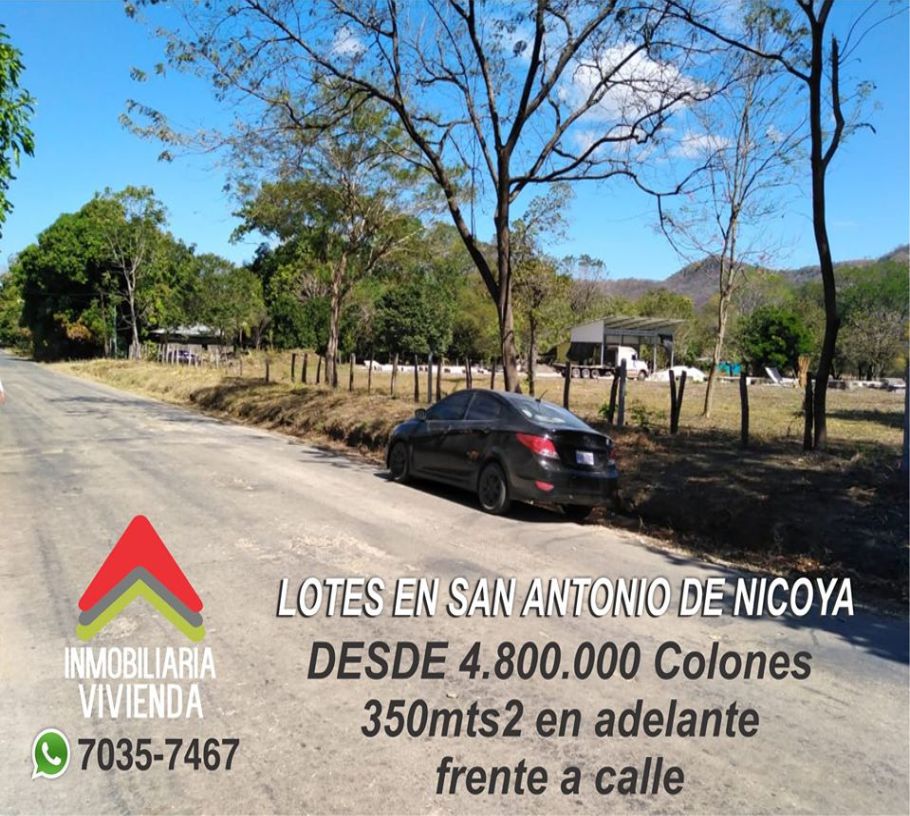 LOTES EN SAN ANTONIO DE NICOYA
DESDE 4.800.000 Colones
350mts2 en adelante
frente a calle
INMOBILIARIA
VIVIENDA
7035-7467